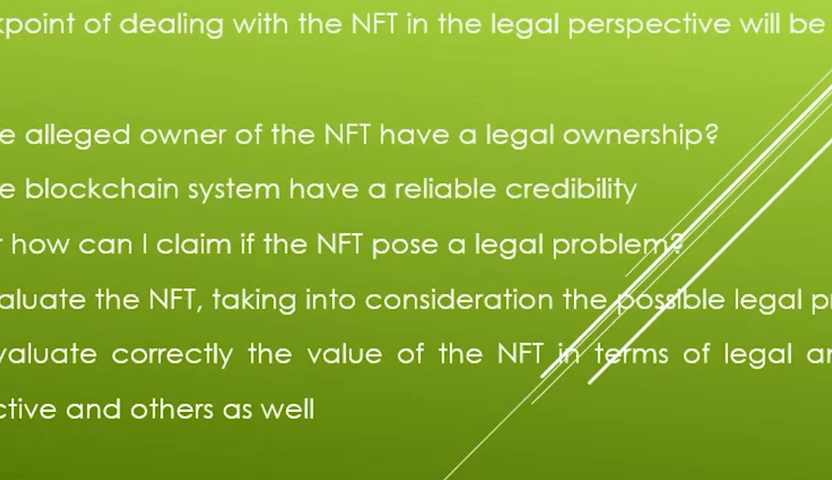 kpoint of dealing with the NFT in the legal perspective will be
e alleged owner of the NFT have a legal ownership?
e blockchain system have a reliable credibility
r how can I claim if the NFT pose a legal problem?
aluate the NFT, taking into consideration the possible legal pr
valuate correctly the value of the NFT in terms of legal ar
ctive and others as well